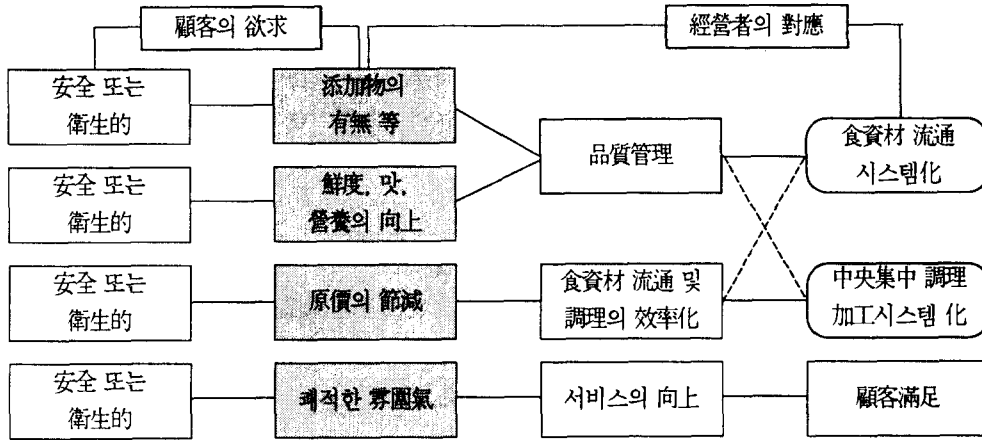 顧客의 欲求
經營者의 對應
安全 또는
衛生的
添加物의
有無 等
品質管理
食資材 流通
시스템化
安全 또는
衛生的
鮮度, 맛,
營養의 向上
安全 또는
衛生的
原價의 節減
食資材 流通 및
調理의 效率化
中央集中 調理
加工시스템 化
安全 또는
衛生的
쾌적한 雰圍氣
서비스의 向上
顧客滿足